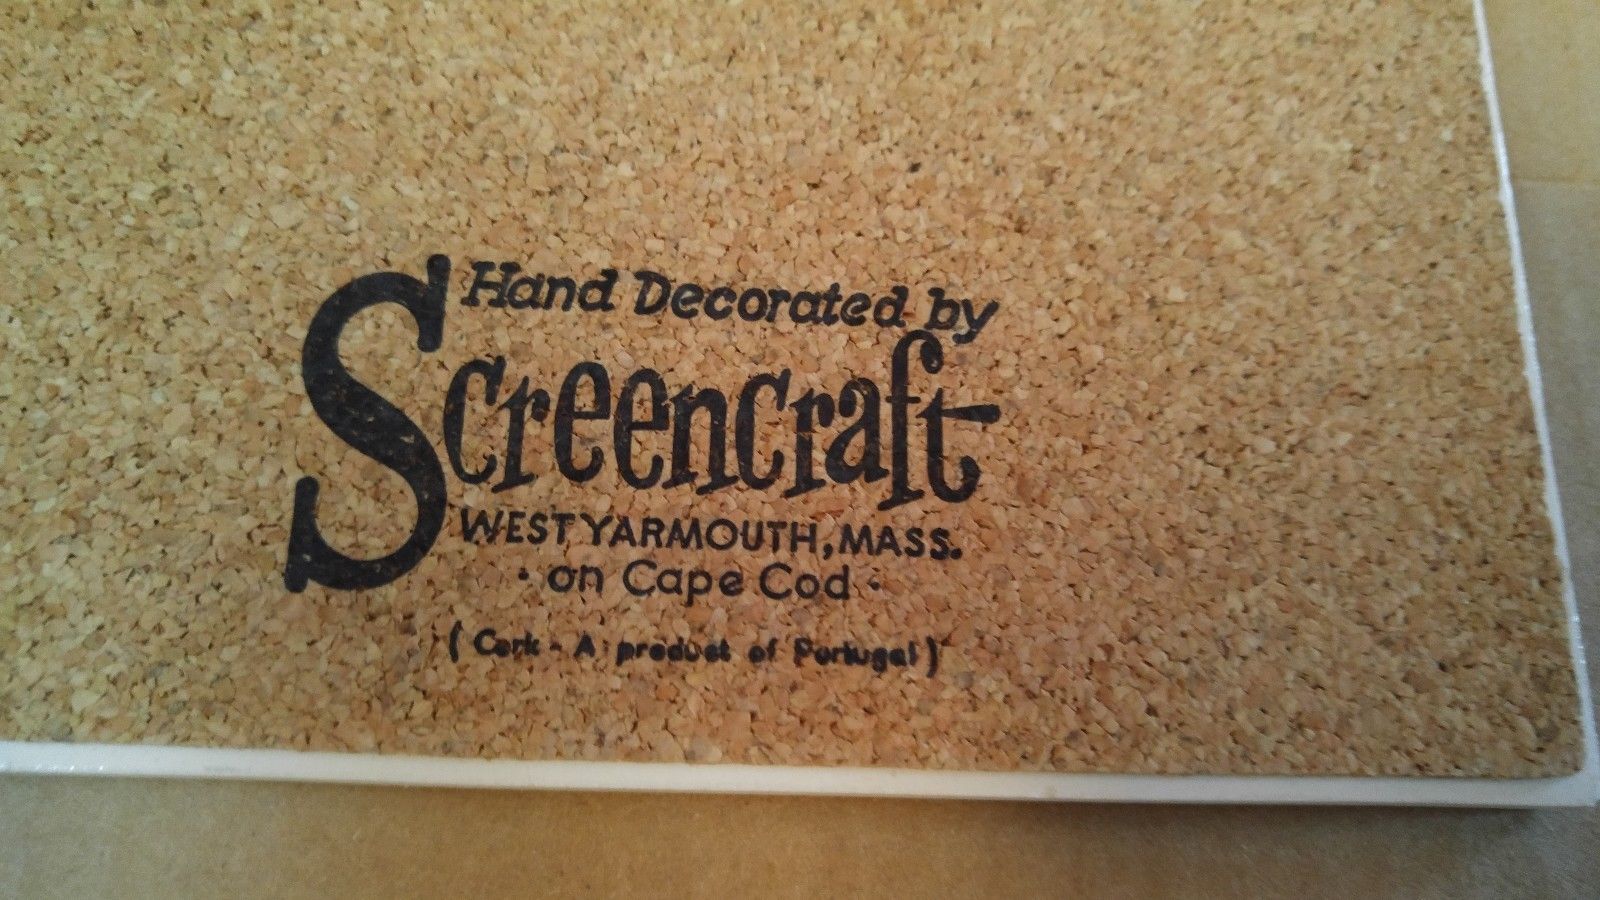 Hand Decorated by
Screencraft
WEST YARMOUTH, MASS.
· on Cape Cod ·
(Cork - A product of Portugal)